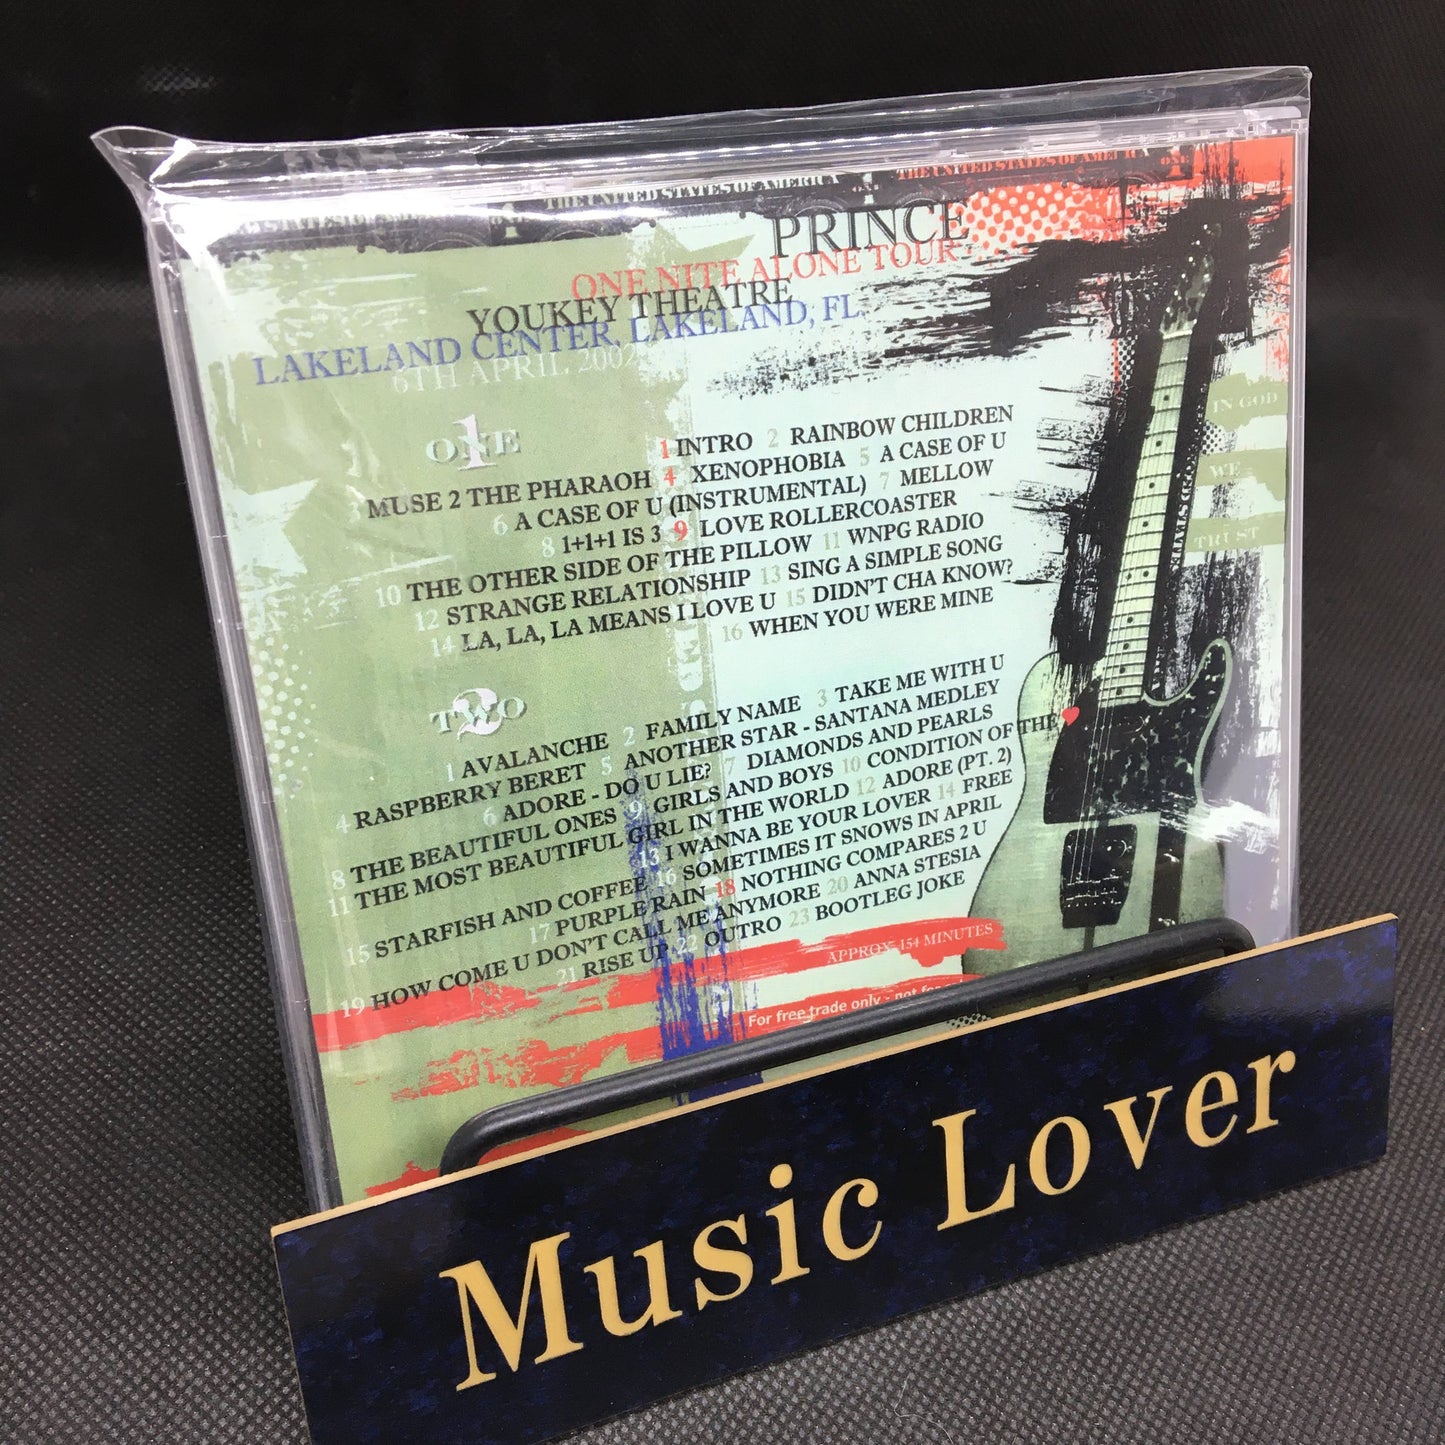 THE UNITED STATES OF AMERICA
ONE
THE UNITED STATES OF AMER
PRINCE
ONE NITE ALONE TOUR
YOUKEY THEATRE
LAKELAND CENTER, LAKELAND, FL.
6TH APRIL 2002
IN GOD
WE
TRUST
ONE 1
1 INTRO 2 RAINBOW CHILDREN
3 MUSE 2 THE PHARAOH 4 XENOPHOBIA 5 A CASE OF U
6 A CASE OF U (INSTRUMENTAL) 7 MELLOW
8 1+1+1 IS 3 9 LOVE ROLLERCOASTER
10 THE OTHER SIDE OF THE PILLOW 11 WNPG RADIO
12 STRANGE RELATIONSHIP 13 SING A SIMPLE SONG
14 LA, LA, LA MEANS I LOVE U 15 DIDN'T CHA KNOW?
16 WHEN YOU WERE MINE
TWO 2
1 AVALANCHE 2 FAMILY NAME 3 TAKE ME WITH U
4 RASPBERRY BERET 5 ANOTHER STAR - SANTANA MEDLEY
6 ADORE - DO U LIE? 7 DIAMONDS AND PEARLS
8 THE BEAUTIFUL ONES 9 GIRLS AND BOYS 10 CONDITION OF THE ♥
11 THE MOST BEAUTIFUL GIRL IN THE WORLD 12 ADORE (PT. 2)
13 I WANNA BE YOUR LOVER 14 FREE
15 STARFISH AND COFFEE 16 SOMETIMES IT SNOWS IN APRIL
17 PURPLE RAIN 18 NOTHING COMPARES 2 U
19 HOW COME U DON'T CALL ME ANYMORE 20 ANNA STESIA
21 RISE UP 22 OUTRO 23 BOOTLEG JOKE
APPROX. 154 MINUTES
For free trade only - not for
Music Lover